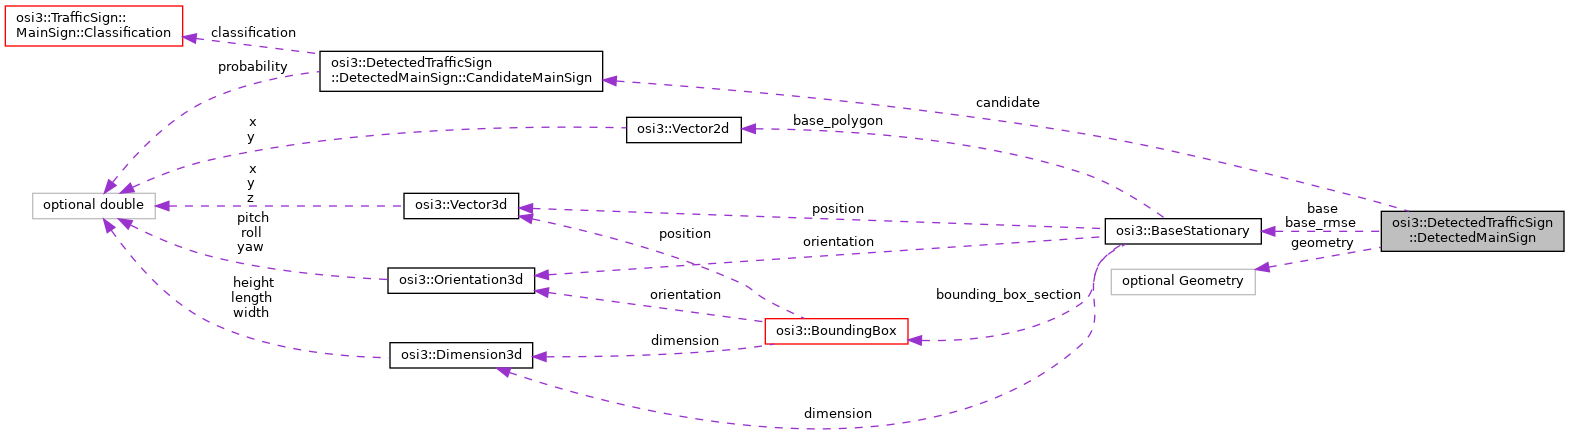 osi3::TrafficSign::
MainSign::Classification
classification
osi3::DetectedTrafficSign
::DetectedMainSign::CandidateMainSign
probability
candidate
x
y
osi3::Vector2d
base_polygon
x
y
z
optional double
osi3::Vector3d
position
base
base_rmse
osi3::DetectedTrafficSign
::DetectedMainSign
pitch
roll
yaw
position
orientation
osi3::BaseStationary
geometry
osi3::Orientation3d
optional Geometry
height
length
width
orientation
bounding_box_section
osi3::BoundingBox
dimension
osi3::Dimension3d
dimension